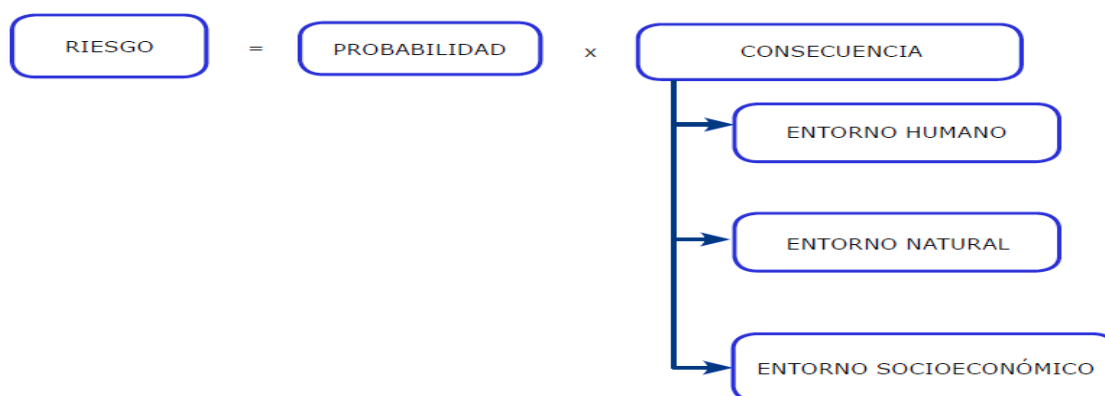 RIESGO = PROBABILIDAD x CONSECUENCIA
ENTORNO HUMANO
ENTORNO NATURAL
ENTORNO SOCIOECONÓMICO